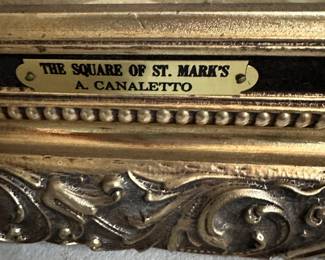 THE SQUARE OF ST. MARK'S
A. CANALETTO